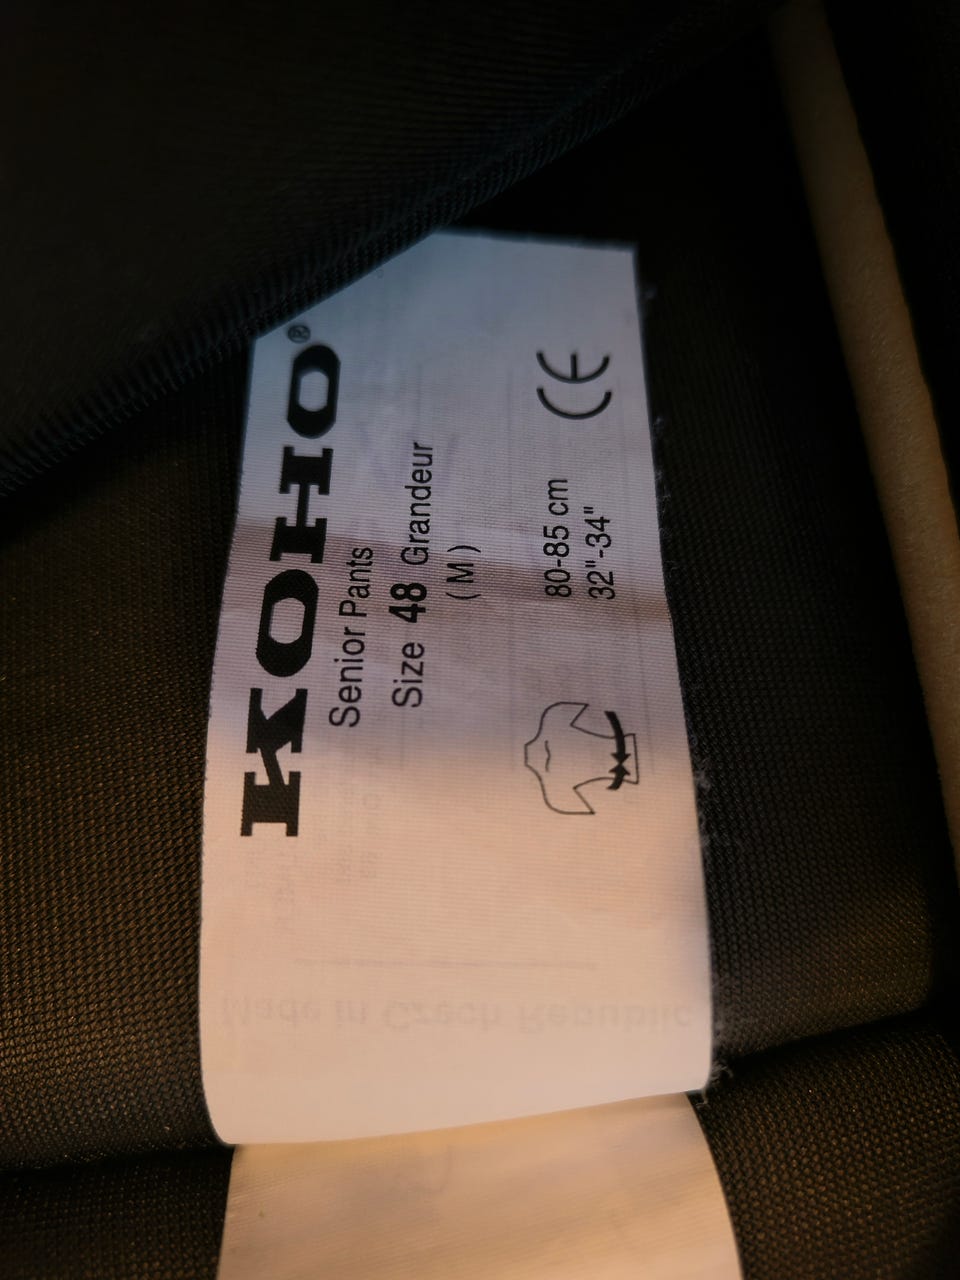 KOHO®
Senior Pants
Size 48 Grandeur
( M )
80-85 cm
32"-34"
CE
Made in Czech Republic